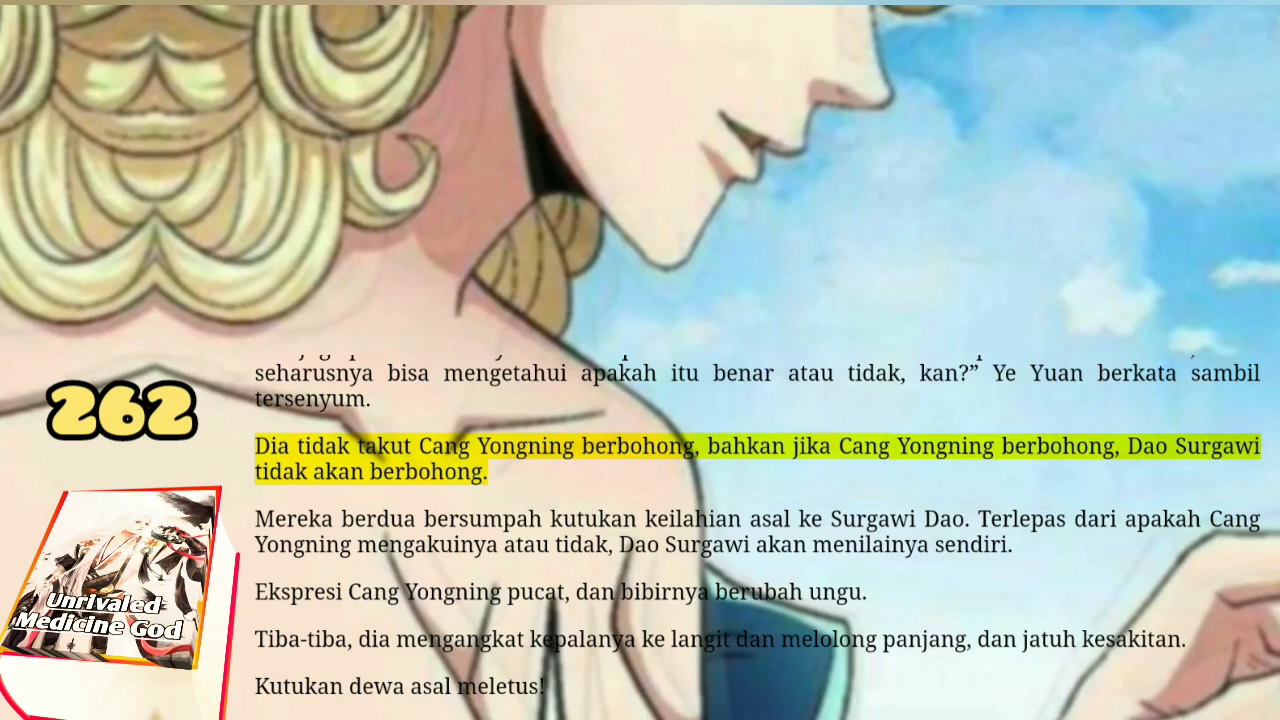 seharusnya bisa mengetahui apakah itu benar atau tidak, kan?” Ye Yuan berkata sambil
tersenyum.
262
Dia tidak takut Cang Yongning berbohong, bahkan jika Cang Yongning berbohong, Dao Surgawi
tidak akan berbohong.
Mereka berdua bersumpah kutukan keilahian asal ke Surgawi Dao. Terlepas dari apakah Cang
Yongning mengakuinya atau tidak, Dao Surgawi akan menilainya sendiri.
Ekspresi Cang Yongning pucat, dan bibirnya berubah ungu.
Unrivaled
Medicine God
Tiba-tiba, dia mengangkat kepalanya ke langit dan melolong panjang, dan jatuh kesakitan.
Kutukan dewa asal meletus!